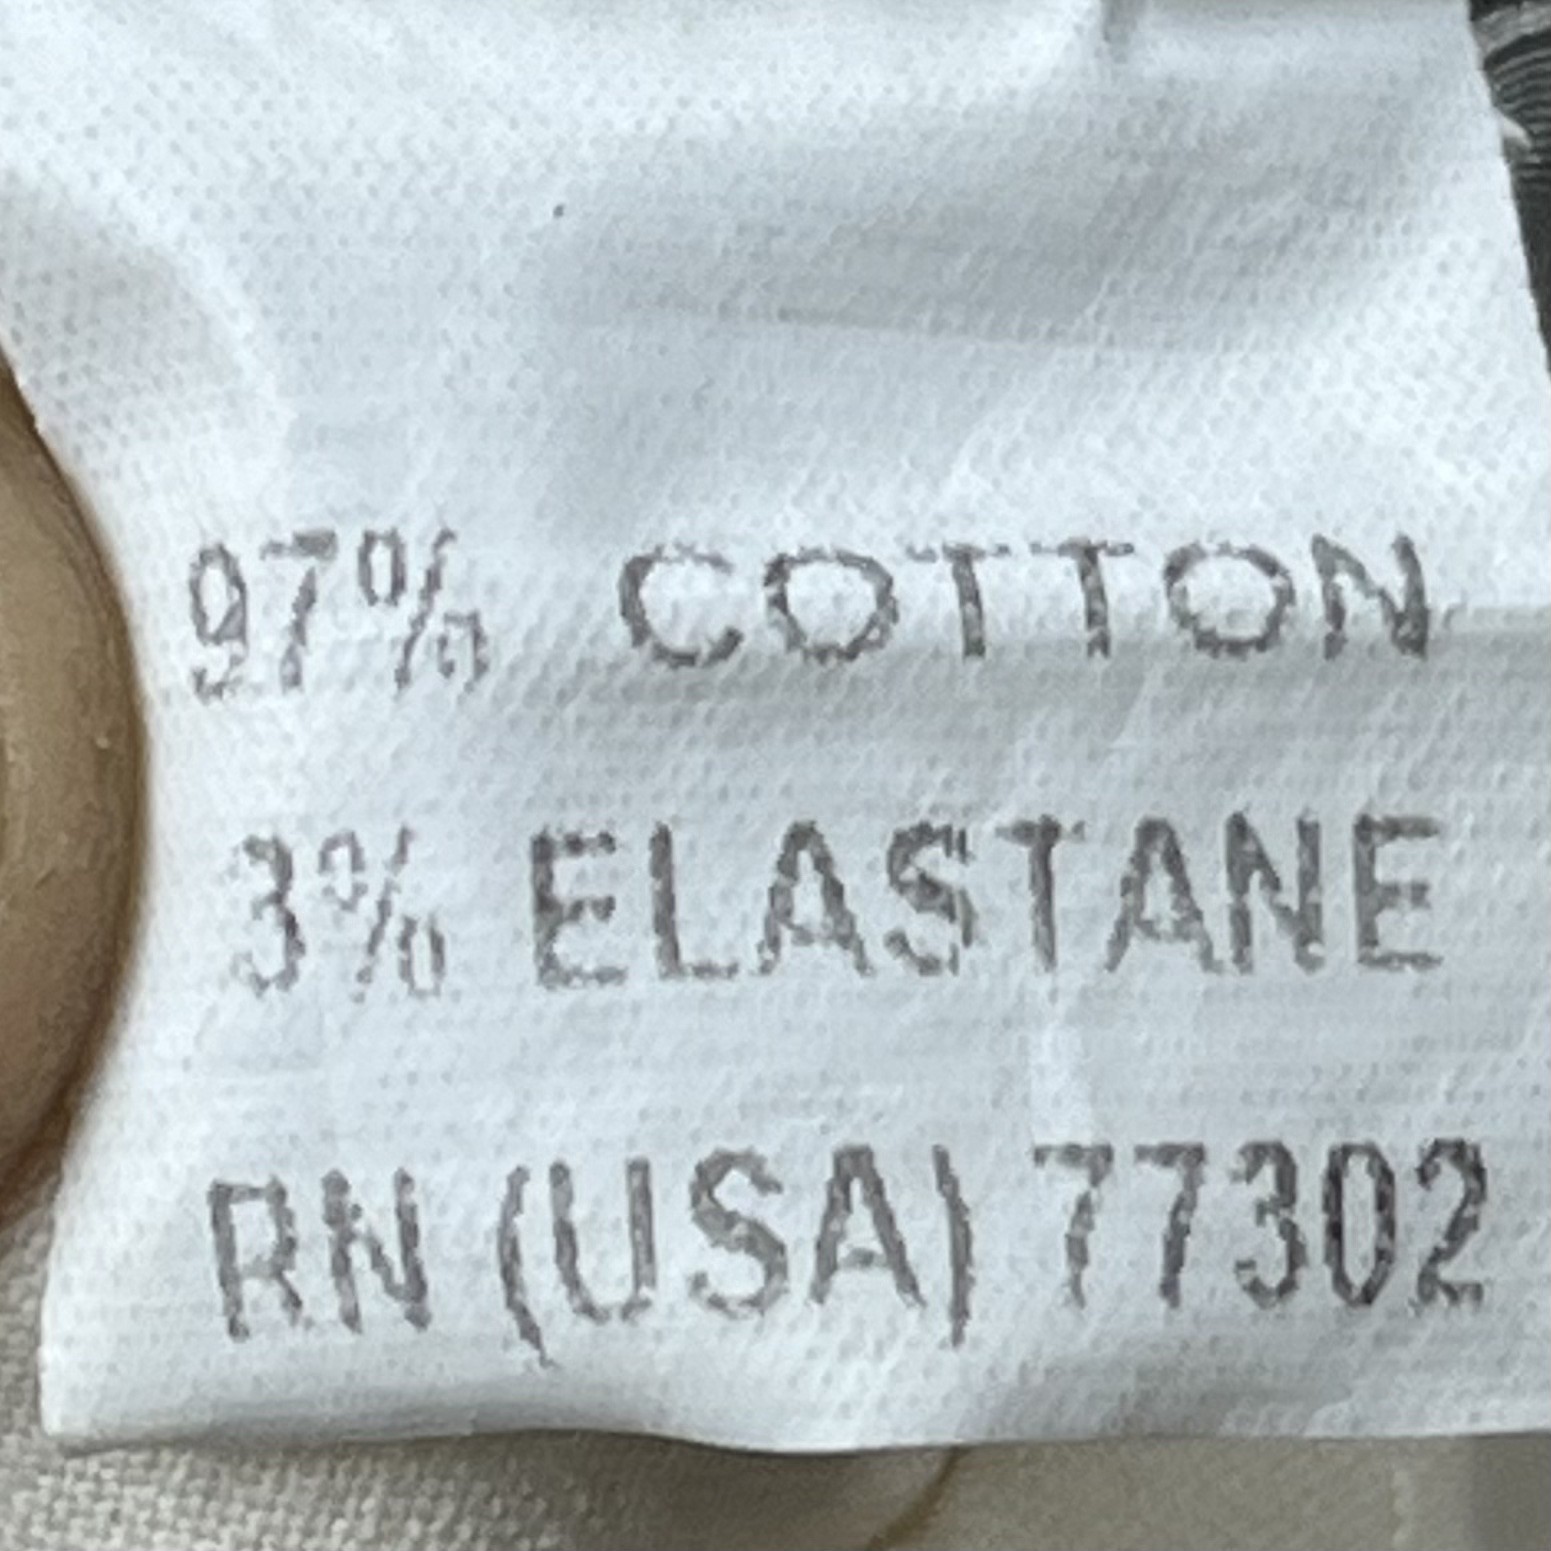 97% COTTON
3% ELASTANE
RN (USA) 77302